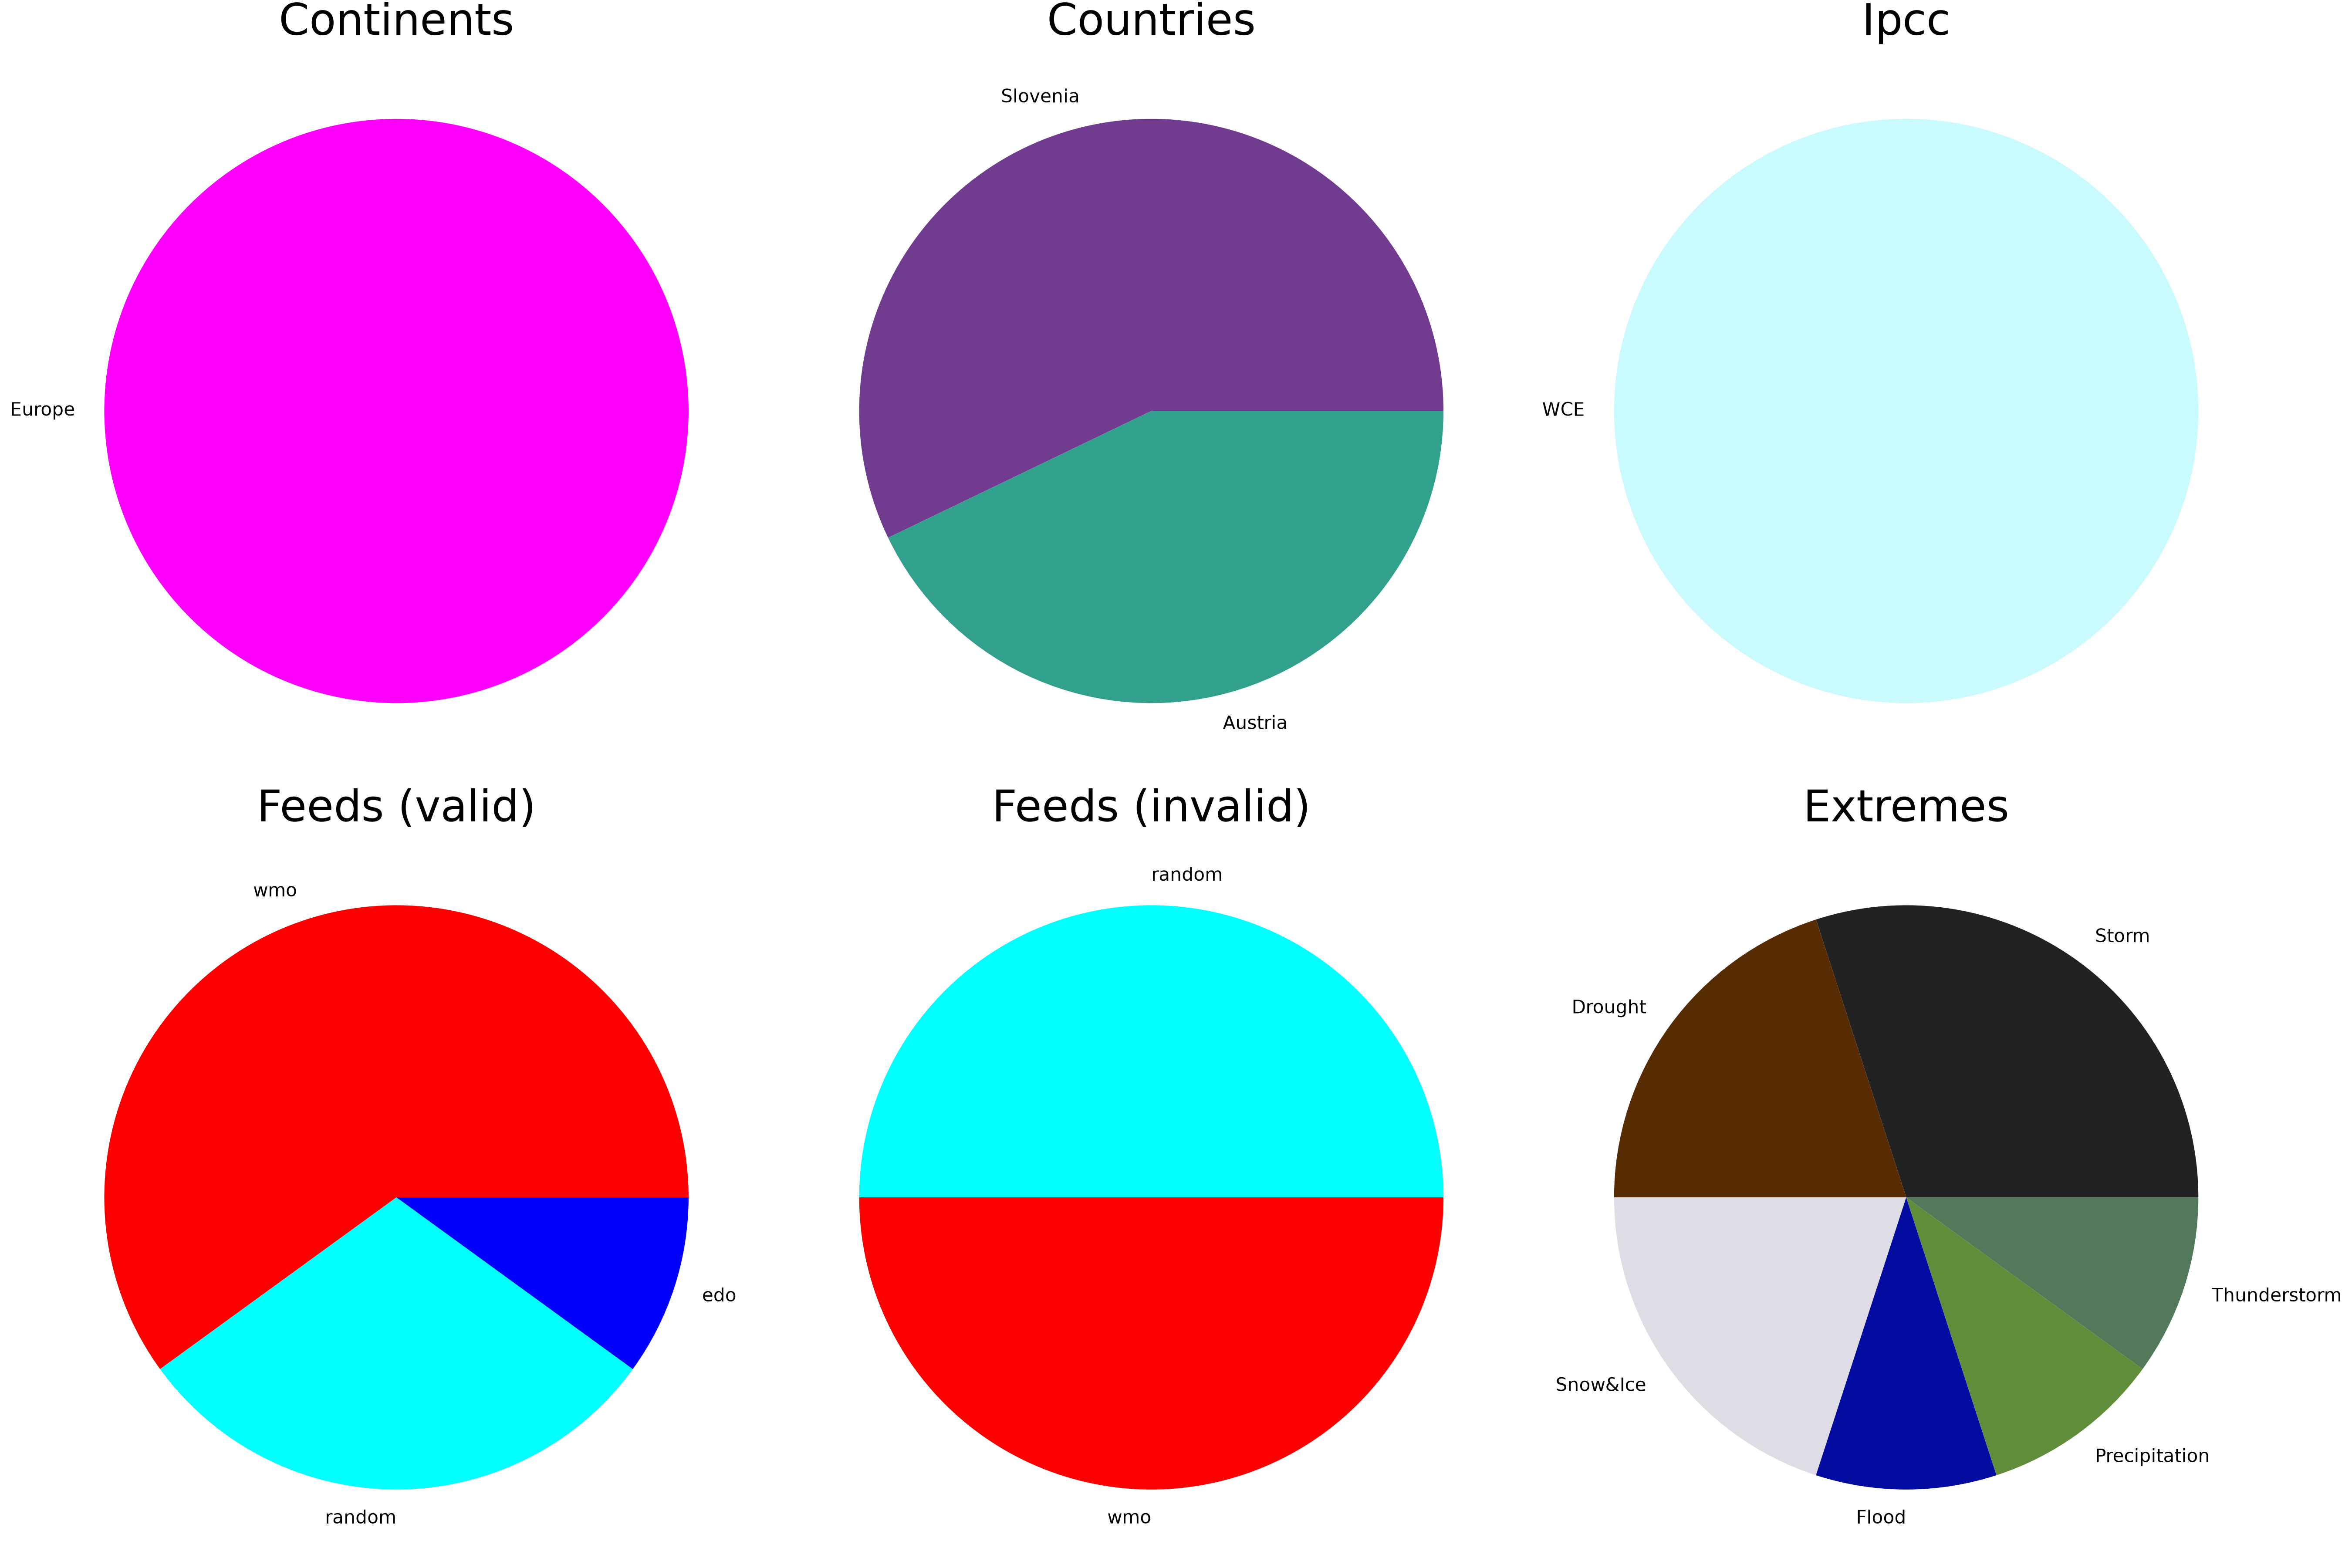 Continents
Countries
Ipcc
Slovenia
Europe
WCE
Austria
Feeds (valid)
Feeds (invalid)
Extremes
wmo
random
Storm
Drought
edo
Thunderstorm
Snow&Ice
Precipitation
random
wmo
Flood